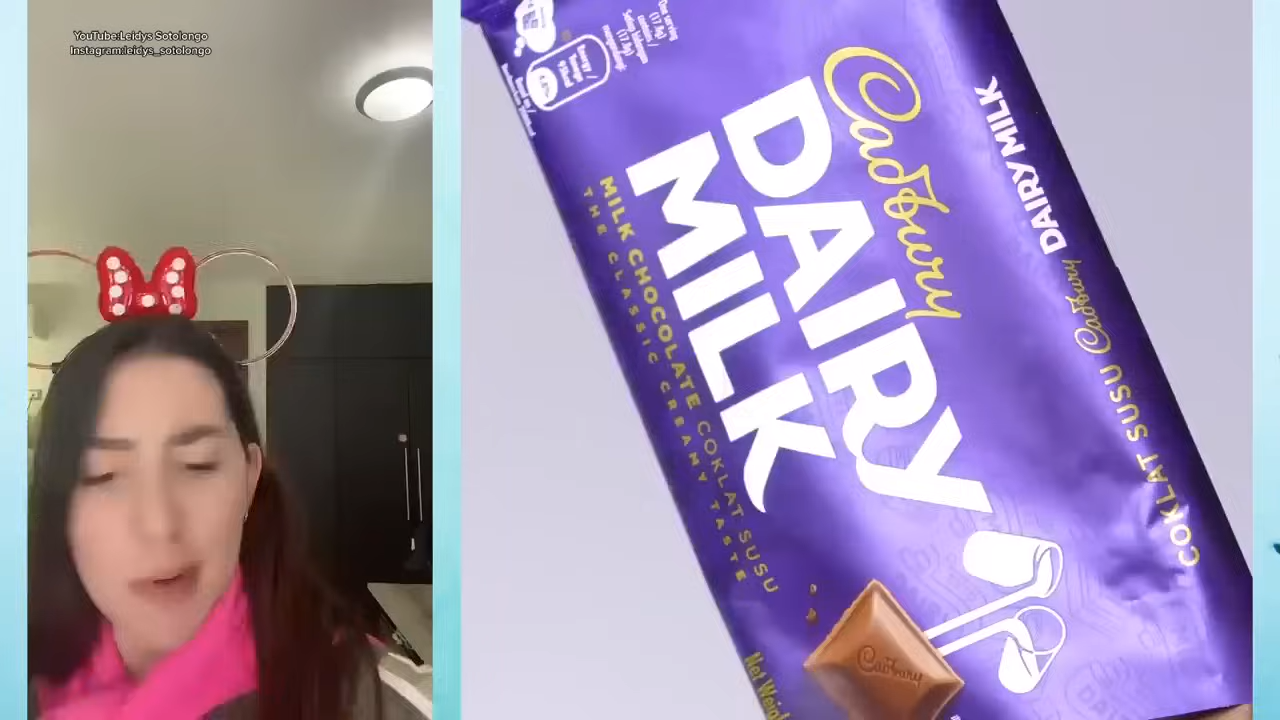 YouTube:Leidys Sotolongo
Instagram:leidys_sotolongo
Cadbury
DAIRY
MILK
MILK CHOCOLATE COKLAT SUSU
THE CLASSIC CREAMY TASTE
COKLAT SUSU Cadbury DAIRY MILK
Cadbury
Net